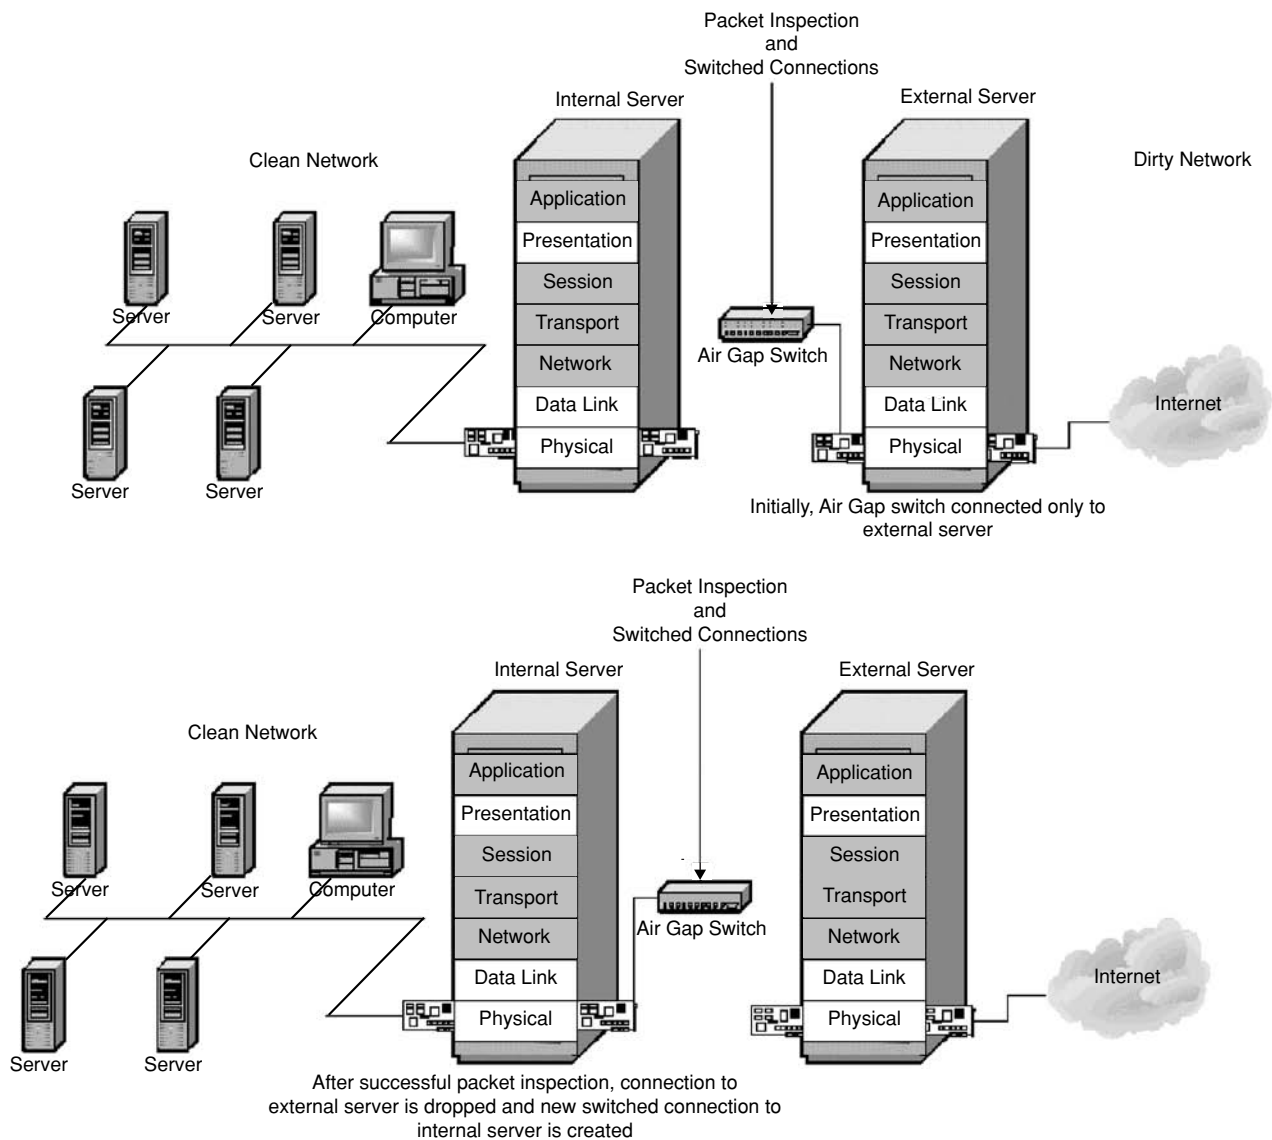 Packet Inspection
and
Switched Connections
Internal Server
External Server
Clean Network
Dirty Network
Application
Presentation
Session
Transport
Network
Data Link
Physical
Application
Presentation
Session
Transport
Network
Data Link
Physical
Server
Server
Computer
Server
Server
Air Gap Switch
Internet
Initially, Air Gap switch connected only to
external server
Packet Inspection
and
Switched Connections
Internal Server
External Server
Clean Network
Application
Presentation
Session
Transport
Network
Data Link
Physical
Application
Presentation
Session
Transport
Network
Data Link
Physical
Server
Server
Computer
Server
Server
Air Gap Switch
Internet
After successful packet inspection, connection to
external server is dropped and new switched connection to
internal server is created